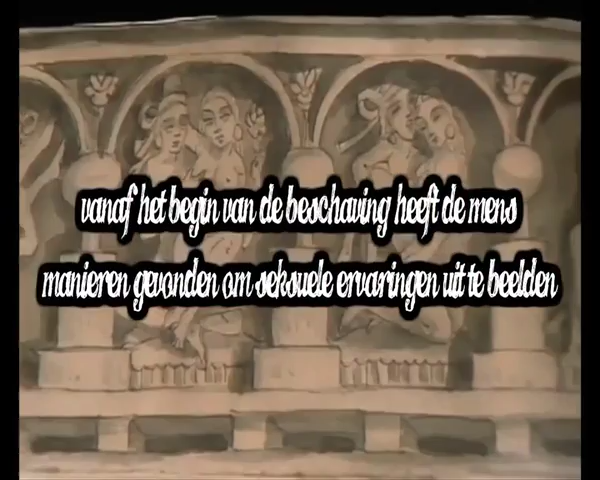 vanaf het begin van de beschaving heeft de mens
manieren gevonden om seksuele ervaringen uit te beelden